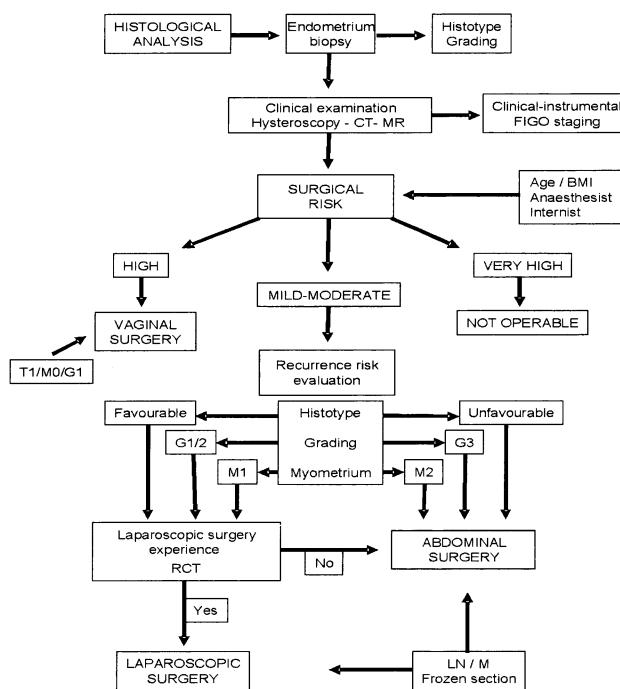 HISTOLOGICAL
ANALYSIS
Endometrium
biopsy
Histotype
Grading
Clinical examination
Hysteroscopy - CT- MR
Clinical-instrumental
FIGO staging
SURGICAL
RISK
Age / BMI
Anaesthesist
Internist
HIGH
VERY HIGH
MILD-MODERATE
VAGINAL
SURGERY
NOT OPERABLE
T1/M0/G1
Recurrence risk
evaluation
Favourable
Histotype
Unfavourable
G1/2
Grading
G3
M1
Myometrium
M2
Laparoscopic surgery
experience
RCT
No
ABDOMINAL
SURGERY
Yes
LAPAROSCOPIC
SURGERY
LN / M
Frozen section